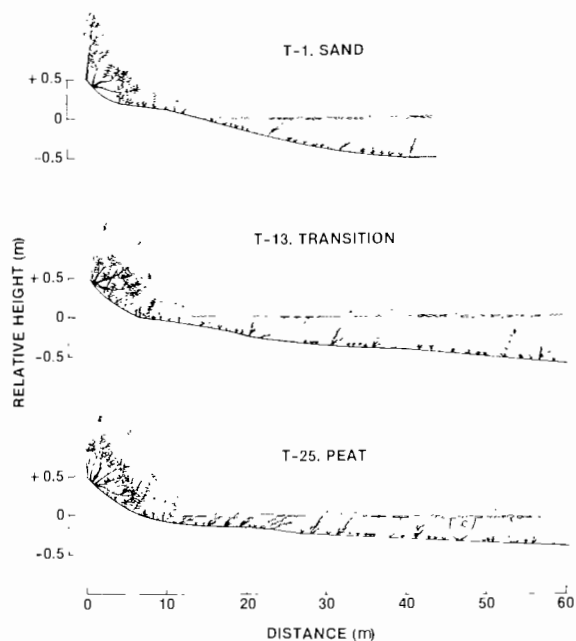 T-1. SAND
+ 0.5
0
-0.5
T-13. TRANSITION
+ 0.5
0
-0.5
T-25. PEAT
+ 0.5
0
-0.5
RELATIVE HEIGHT (m)
0 10 20 30 40 50 60
DISTANCE (m)